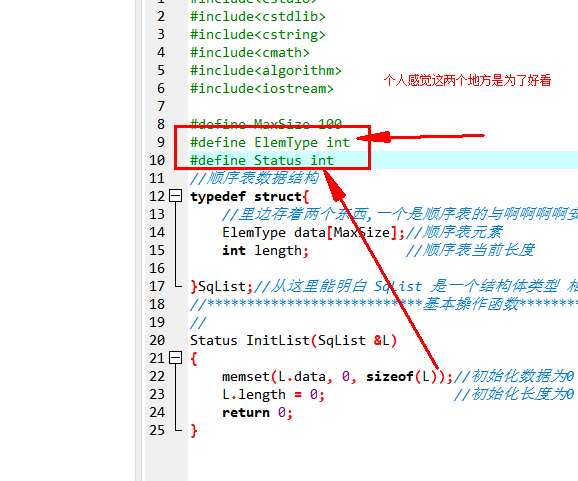 1
#include<cstdio>
2 #include<cstdlib>
3 #include<cstring>
4 #include<cmath>
5 #include<algorithm>
6 #include<iostream>
个人感觉这两个地方是为了好看
7
8 #define MaxSize 100
9 #define ElemType int
10 #define Status int
11 //顺序表数据结构
12 typedef struct{
13 //里边存着两个东西,一个是顺序表的与啊啊啊啊安
14 ElemType data[MaxSize];//顺序表元素
15 int length; //顺序表当前长度
16
17 }SqList;//从这里能明白 SqList 是一个结构体类型 和
18 //***************************基本操作函数********
19 //
20 Status InitList(SqList &L)
21 {
22 memset(L.data, 0, sizeof(L));//初始化数据为0
23 L.length = 0; //初始化长度为0
24 return 0;
25 }